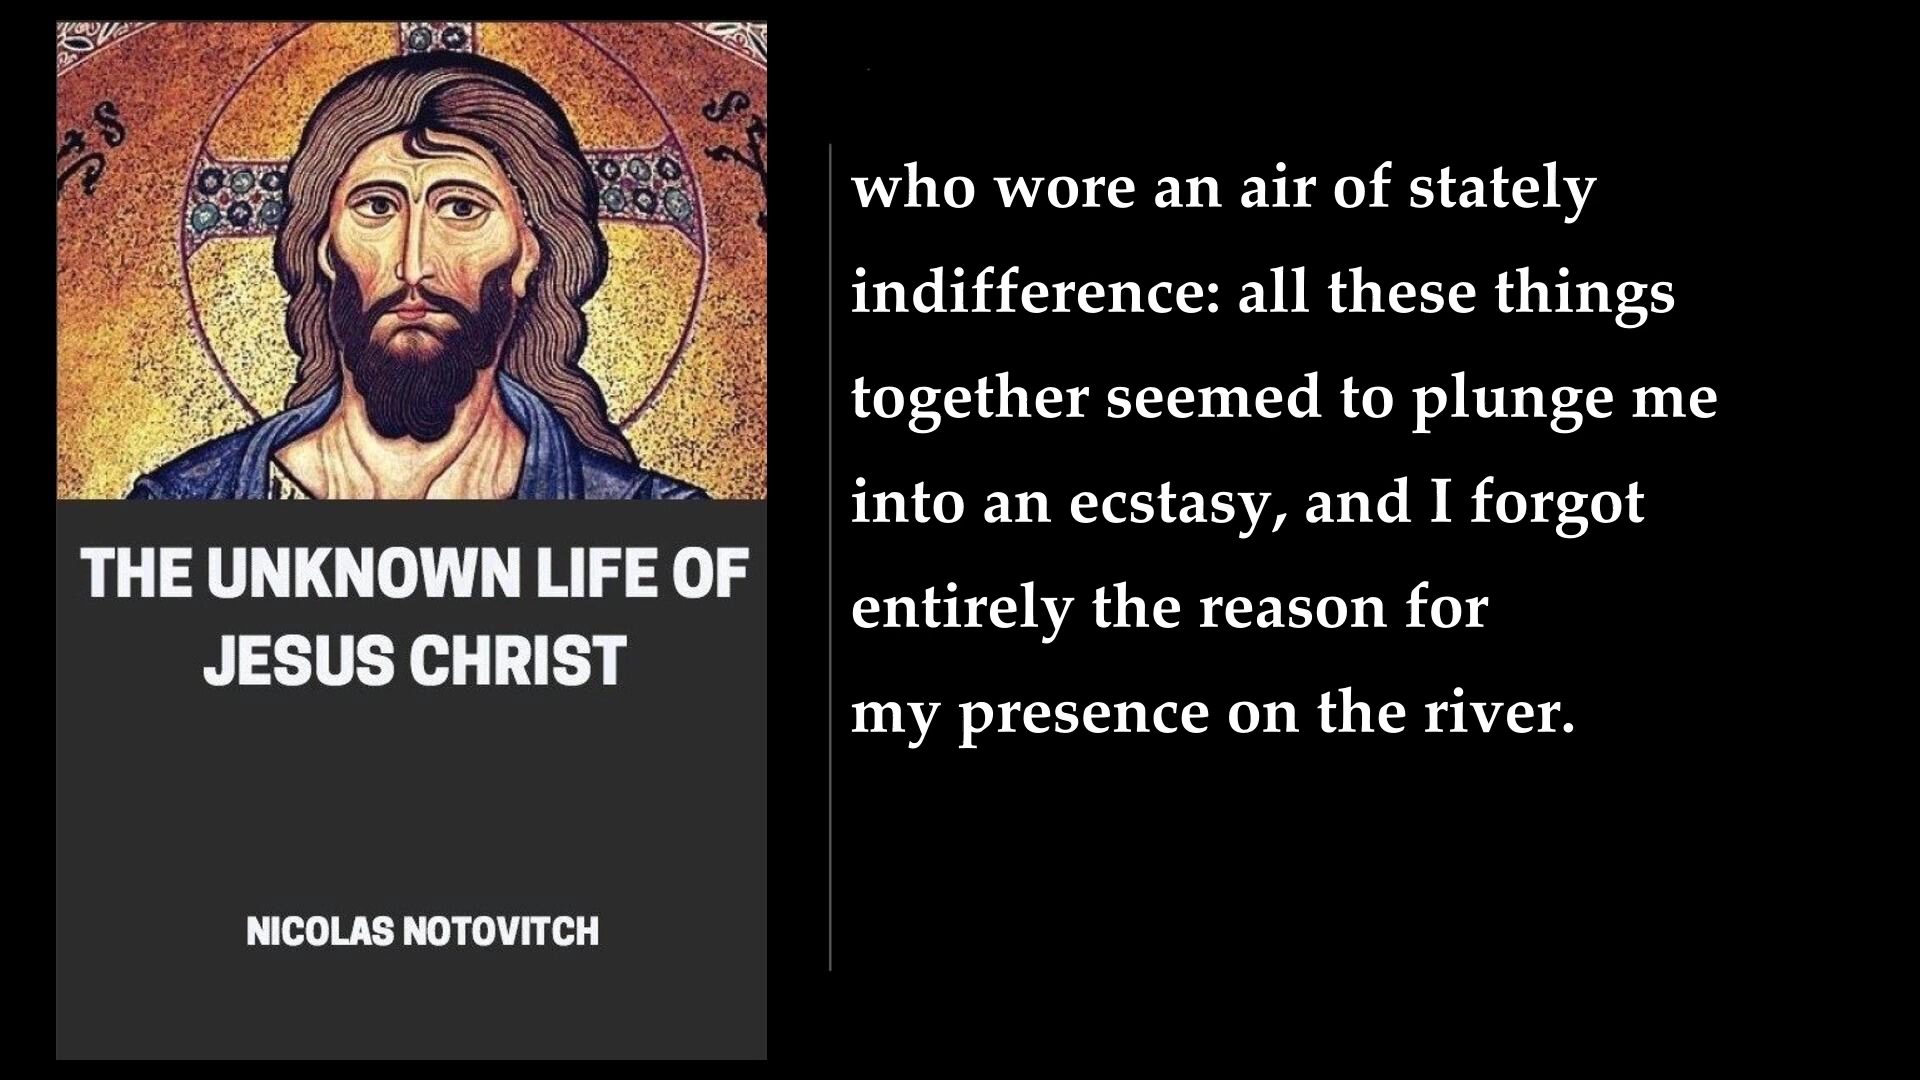 THE UNKNOWN LIFE OF
JESUS CHRIST
NICOLAS NOTOVITCH
who wore an air of stately
indifference: all these things
together seemed to plunge me
into an ecstasy, and I forgot
entirely the reason for
my presence on the river.